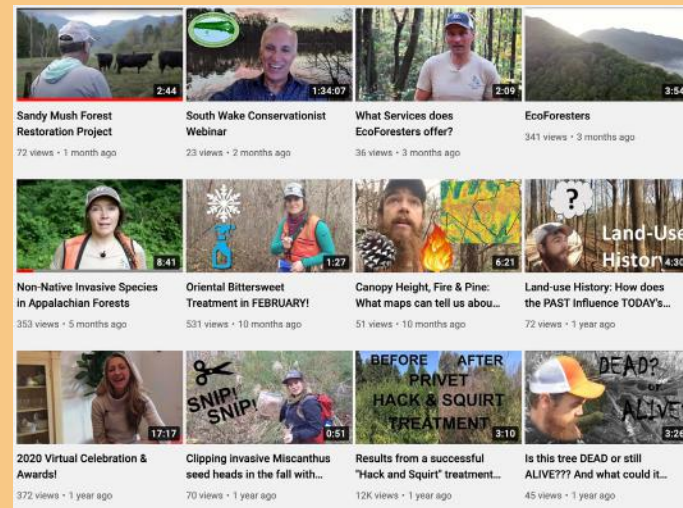 2:44
1:34:07
2:09
3:54
Sandy Mush Forest
Restoration Project
72 views • 1 month ago
South Wake Conservationist
Webinar
23 views • 2 months ago
What Services does
EcoForesters offer?
36 views • 3 months ago
EcoForesters
341 views • 3 months ago
8:41
1:27
6:21
?
Land-Use
History
4:30
Non-Native Invasive Species
in Appalachian Forests
353 views • 5 months ago
Oriental Bittersweet
Treatment in FEBRUARY!
531 views • 10 months ago
Canopy Height, Fire & Pine:
What maps can tell us abou...
51 views • 10 months ago
Land-use History: How does
the PAST Influence TODAY's...
72 views • 1 year ago
17:17
SNIP!
SNIP!
0:51
BEFORE AFTER
PRIVET
HACK & SQUIRT
TREATMENT
3:10
DEAD?
or
ALIVE?
3:26
2020 Virtual Celebration &
Awards!
372 views • 1 year ago
Clipping invasive Miscanthus
seed heads in the fall with...
70 views • 1 year ago
Results from a successful
"Hack and Squirt" treatment...
12K views • 1 year ago
Is this tree DEAD or still
ALIVE??? And what could it...
45 views • 1 year ago